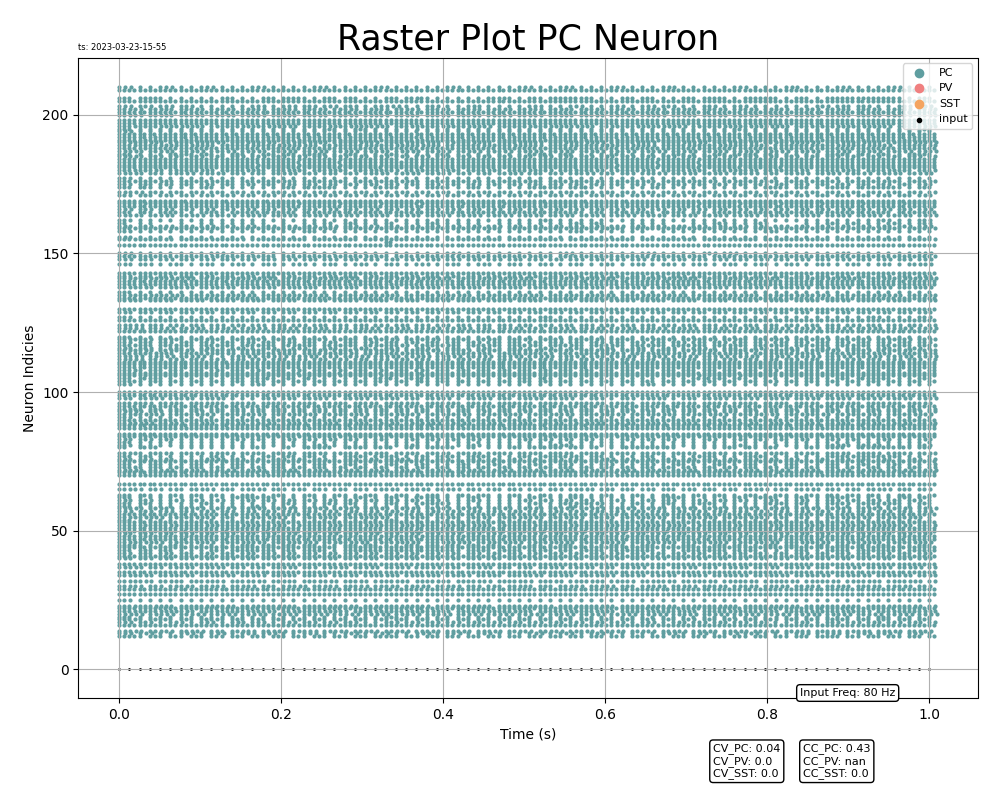 Raster Plot PC Neuron
ts: 2023-03-23-15-55
PC
PV
SST
input
200
150
100
50
0
Neuron Indicies
0.0 0.2 0.4 0.6 0.8 1.0
Time (s)
Input Freq: 80 Hz
CV_PC: 0.04
CV_PV: 0.0
CV_SST: 0.0
CC_PC: 0.43
CC_PV: nan
CC_SST: 0.0